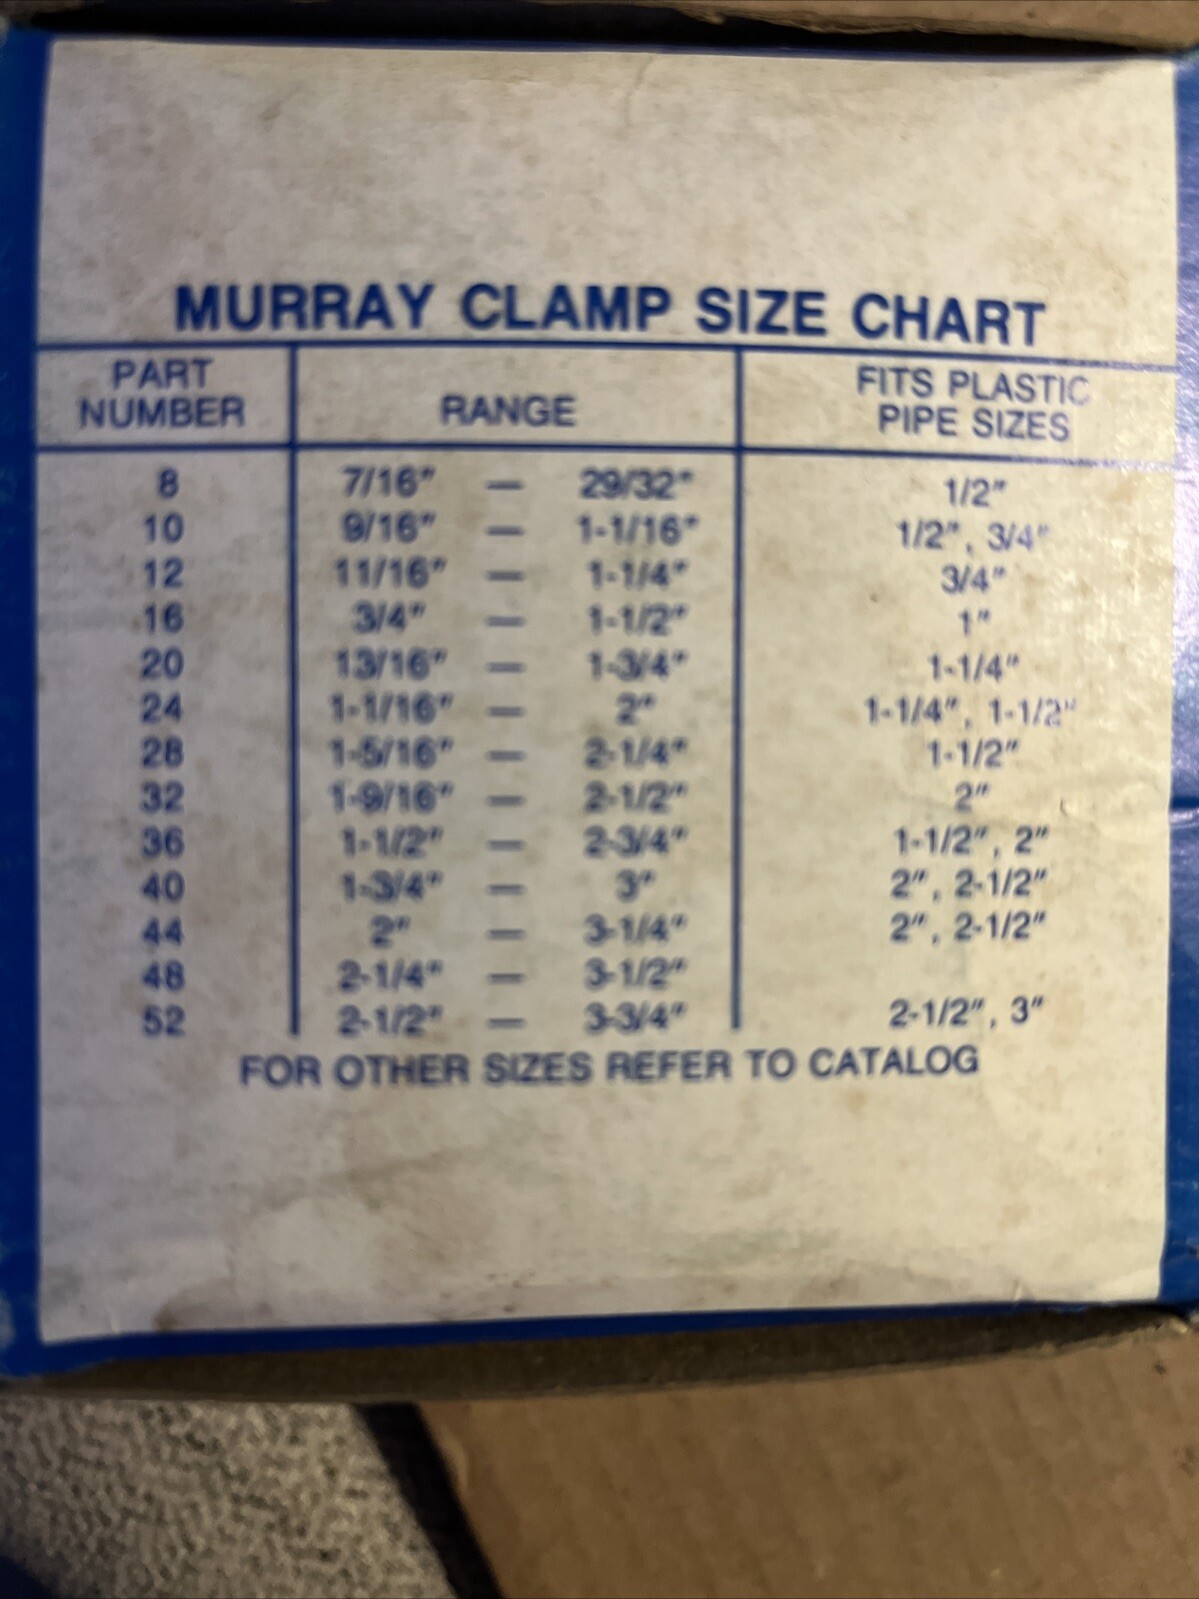 MURRAY CLAMP SIZE CHART
PART NUMBER RANGE FITS PLASTIC PIPE SIZES
8 7/16" — 29/32" 1/2"
10 9/16" — 1-1/16" 1/2", 3/4"
12 11/16" — 1-1/4" 3/4"
16 3/4" — 1-1/2" 1"
20 13/16" — 1-3/4" 1-1/4"
24 1-1/16" — 2" 1-1/4", 1-1/2"
28 1-5/16" — 2-1/4" 1-1/2"
32 1-9/16" — 2-1/2" 2"
36 1-1/2" — 2-3/4" 1-1/2", 2"
40 1-3/4" — 3" 2", 2-1/2"
44 2" — 3-1/4" 2", 2-1/2"
48 2-1/4" — 3-1/2"
52 2-1/2" — 3-3/4" 2-1/2", 3"
FOR OTHER SIZES REFER TO CATALOG